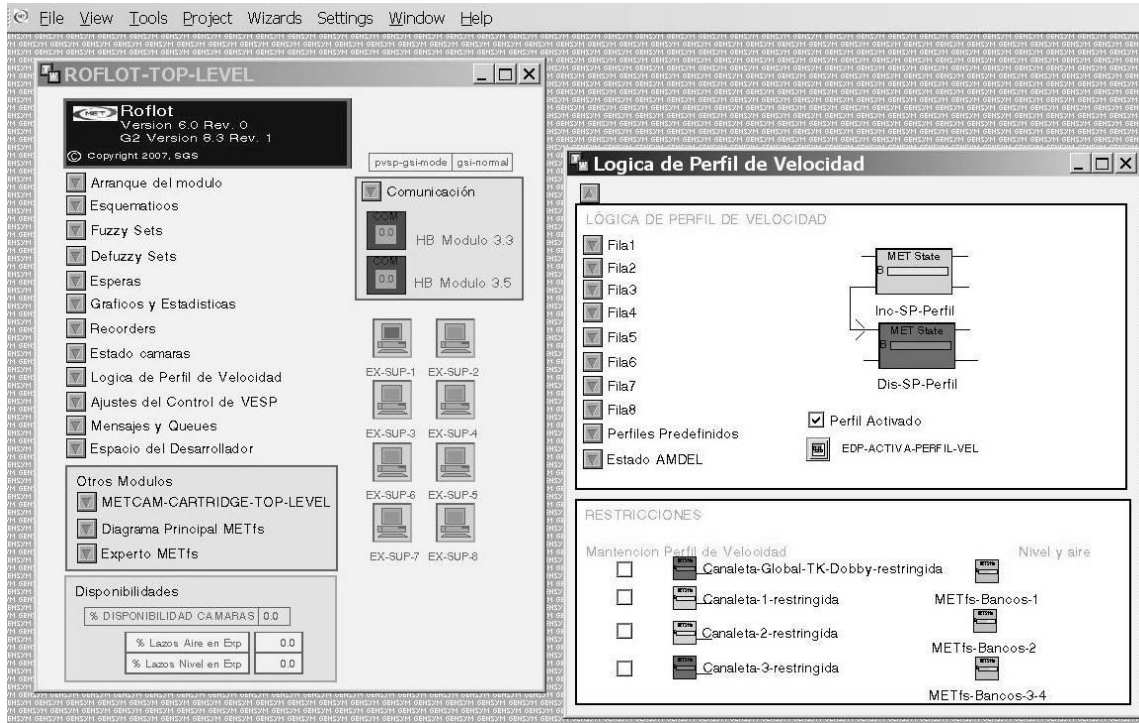 File View Tools Project Wizards Settings Window Help
ROFLOT-TOP-LEVEL
MET
Roflot
Version 6.0 Rev. 0
G2 Version 8.3 Rev. 1
© Copyright 2007, SGS
Arranque del modulo
Esquematicos
Fuzzy Sets
Defuzzy Sets
Esperas
Graficos y Estadisticas
Recorders
Estado camaras
Logica de Perfil de Velocidad
Ajustes del Control de VESP
Mensajes y Queues
Espacio del Desarrollador
Otros Modulos
METCAM-CARTRIDGE-TOP-LEVEL
Diagrama Principal METfs
Experto METfs
Disponibilidades
% DISPONIBILIDAD CAMARAS 0.0
% Lazos Aire en Exp 0.0
% Lazos Nivel en Exp 0.0
pvsp-gsi-mode gsi-normal
Comunicación
COM
0.0
HB Modulo 3.3
COM
0.0
HB Modulo 3.5
EX-SUP-1 EX-SUP-2
EX-SUP-3 EX-SUP-4
EX-SUP-6 EX-SUP-5
EX-SUP-7 EX-SUP-8
Logica de Perfil de Velocidad
LÓGICA DE PERFIL DE VELOCIDAD
Fila1
Fila2
Fila3
Fila4
Fila5
Fila6
Fila7
Fila8
Perfiles Predefinidos
Estado AMDEL
MET State
B
Inc-SP-Perfil
MET State
B
Dis-SP-Perfil
Perfil Activado
EDP-ACTIVA-PERFIL-VEL
RESTRICCIONES
Mantencion Perfil de Velocidad Nivel y aire
Canaleta-Global-TK-Dobby-restringida
Canaleta-1-restringida METfs-Bancos-1
Canaleta-2-restringida
METfs-Bancos-2
Canaleta-3-restringida
METfs-Bancos-3-4